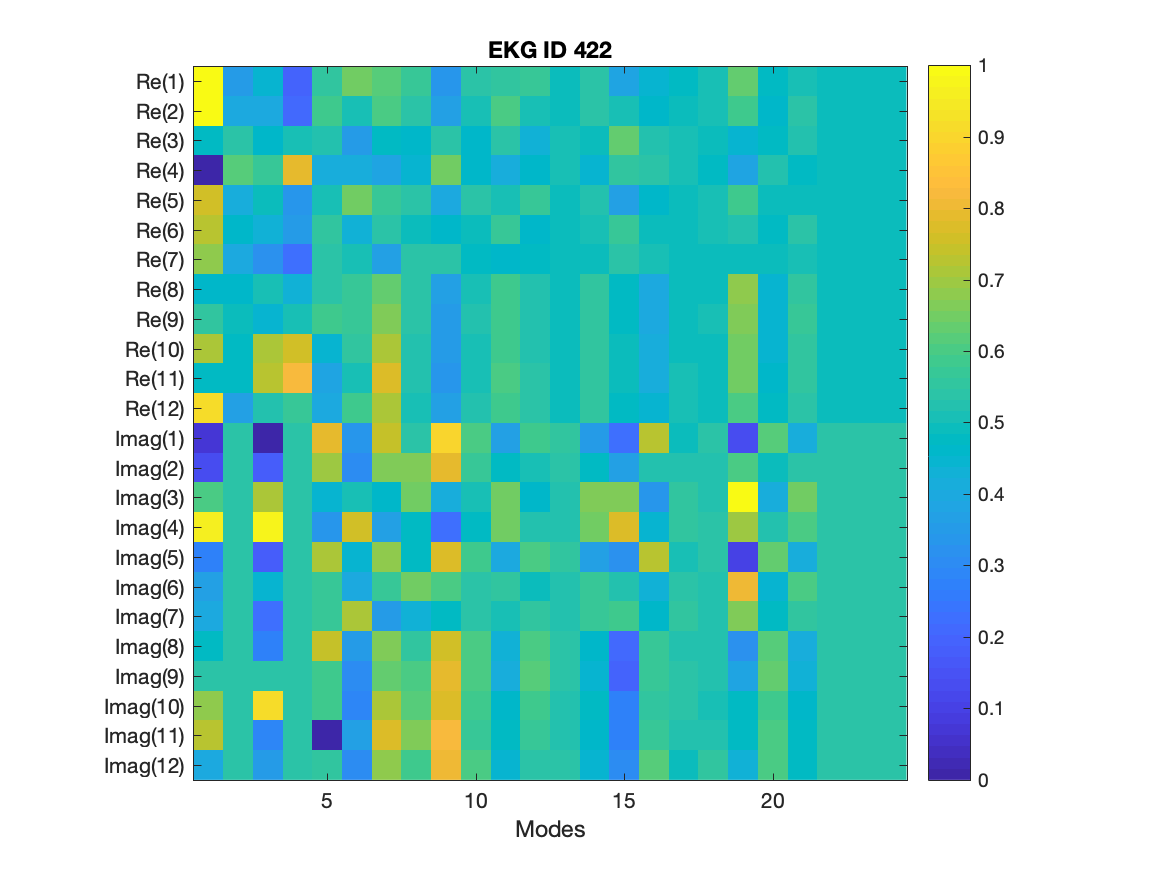 EKG ID 422
Re(1)
Re(2)
Re(3)
Re(4)
Re(5)
Re(6)
Re(7)
Re(8)
Re(9)
Re(10)
Re(11)
Re(12)
Imag(1)
Imag(2)
Imag(3)
Imag(4)
Imag(5)
Imag(6)
Imag(7)
Imag(8)
Imag(9)
Imag(10)
Imag(11)
Imag(12)
5 10 15 20
Modes
1
0.9
0.8
0.7
0.6
0.5
0.4
0.3
0.2
0.1
0